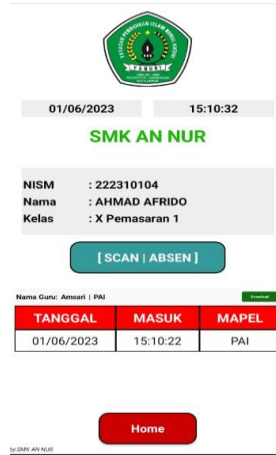 01/06/2023 15:10:32
SMK AN NUR
NISM : 222310104
Nama : AHMAD AFRIDO
Kelas : X Pemasaran 1
[ SCAN | ABSEN ]
Nama Guru: Amsari | PAI Download
TANGGAL MASUK MAPEL
01/06/2023 15:10:22 PAI
Home
by.SMK AN NUR